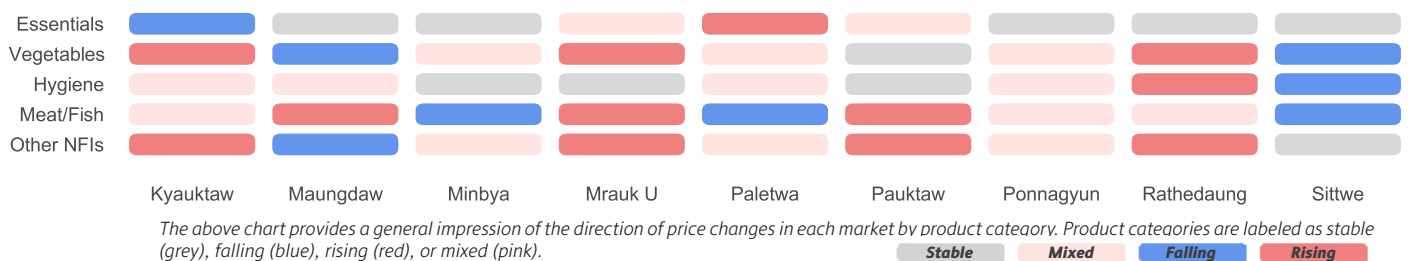 Essentials
Vegetables
Hygiene
Meat/Fish
Other NFIs
Kyauktaw Maungdaw Minbya Mrauk U Paletwa Pauktaw Ponnagyun Rathedaung Sittwe
The above chart provides a general impression of the direction of price changes in each market by product category. Product categories are labeled as stable
(grey), falling (blue), rising (red), or mixed (pink).
Stable Mixed Falling Rising